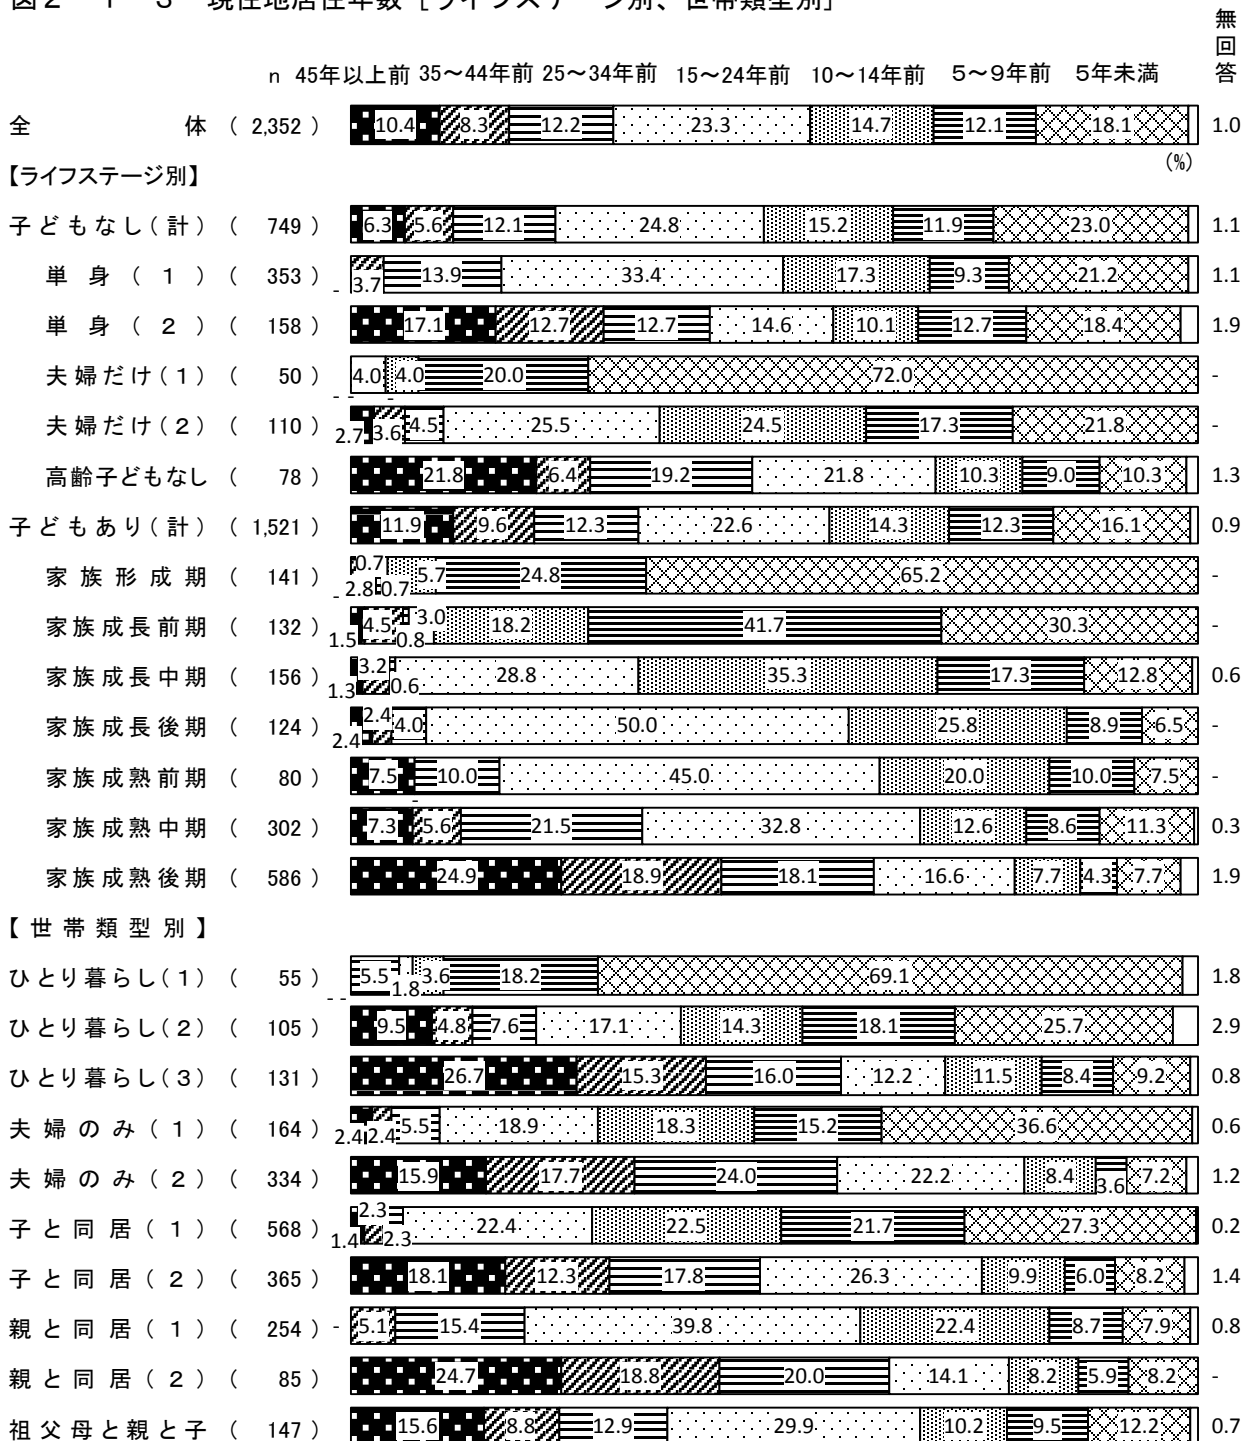 図２－１－３　現住地居住年数［ライフステージ別、世帯類型別］
n 45年以上前 35～44年前 25～34年前 15～24年前 10～14年前 ５～９年前 ５年未満 無回答
全体 ( 2,352 ) 10.4 8.3 12.2 23.3 14.7 12.1 18.1 1.0
(%)
【ライフステージ別】
子どもなし(計) ( 749 ) 6.3 5.6 12.1 24.8 15.2 11.9 23.0 1.1
単身(１) ( 353 ) - 3.7 13.9 33.4 17.3 9.3 21.2 1.1
単身(２) ( 158 ) 17.1 12.7 12.7 14.6 10.1 12.7 18.4 1.9
夫婦だけ(１) ( 50 ) - - 4.0 - 4.0 20.0 72.0 -
夫婦だけ(２) ( 110 ) 2.7 3.6 4.5 25.5 24.5 17.3 21.8 -
高齢子どもなし ( 78 ) 21.8 6.4 19.2 21.8 10.3 9.0 10.3 1.3
子どもあり(計) ( 1,521 ) 11.9 9.6 12.3 22.6 14.3 12.3 16.1 0.9
家族形成期 ( 141 ) - 0.7 2.8 0.7 5.7 24.8 65.2 -
家族成長前期 ( 132 ) 1.5 4.5 0.8 3.0 18.2 41.7 30.3 -
家族成長中期 ( 156 ) 1.3 3.2 0.6 28.8 35.3 17.3 12.8 0.6
家族成長後期 ( 124 ) 2.4 2.4 4.0 50.0 25.8 8.9 6.5 -
家族成熟前期 ( 80 ) 7.5 - 10.0 45.0 20.0 10.0 7.5 -
家族成熟中期 ( 302 ) 7.3 5.6 21.5 32.8 12.6 8.6 11.3 0.3
家族成熟後期 ( 586 ) 24.9 18.9 18.1 16.6 7.7 4.3 7.7 1.9
【世帯類型別】
ひとり暮らし(１) ( 55 ) - - 5.5 1.8 3.6 18.2 69.1 1.8
ひとり暮らし(２) ( 105 ) 9.5 4.8 7.6 17.1 14.3 18.1 25.7 2.9
ひとり暮らし(３) ( 131 ) 26.7 15.3 16.0 12.2 11.5 8.4 9.2 0.8
夫婦のみ(１) ( 164 ) 2.4 2.4 5.5 18.9 18.3 15.2 36.6 0.6
夫婦のみ(２) ( 334 ) 15.9 17.7 24.0 22.2 8.4 3.6 7.2 1.2
子と同居(１) ( 568 ) 1.4 2.3 2.3 22.4 22.5 21.7 27.3 0.2
子と同居(２) ( 365 ) 18.1 12.3 17.8 26.3 9.9 6.0 8.2 1.4
親と同居(１) ( 254 ) - 5.1 15.4 39.8 22.4 8.7 7.9 0.8
親と同居(２) ( 85 ) 24.7 18.8 20.0 14.1 8.2 5.9 8.2 -
祖父母と親と子 ( 147 ) 15.6 8.8 12.9 29.9 10.2 9.5 12.2 0.7